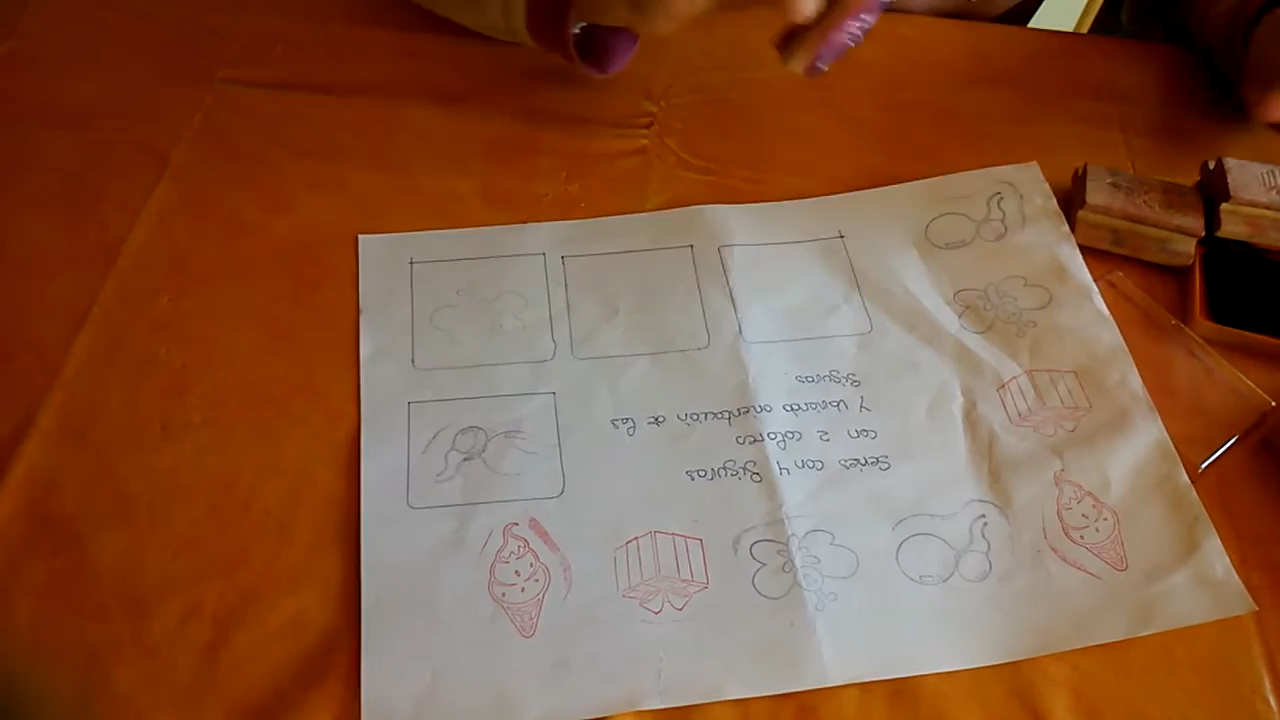 Series con 4 figuras
con 2 colores
Y variando orientación de las
figuras